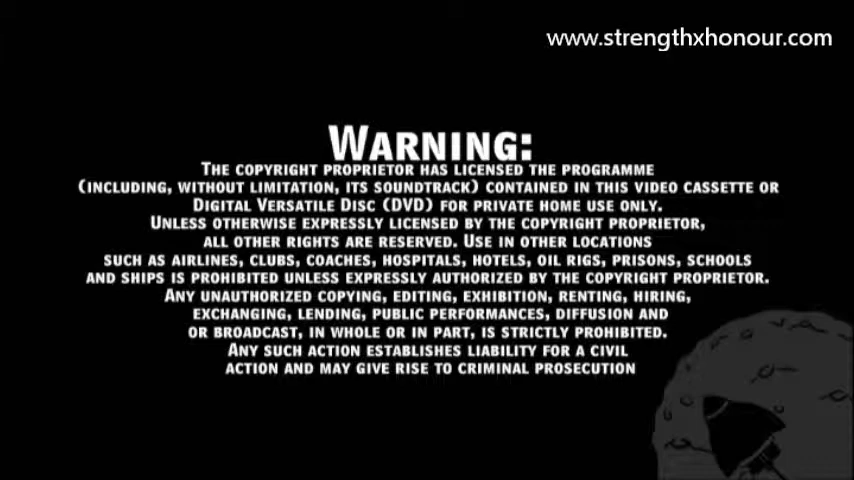 www.strengthxhonour.com
WARNING:
THE COPYRIGHT PROPRIETOR HAS LICENSED THE PROGRAMME
(INCLUDING, WITHOUT LIMITATION, ITS SOUNDTRACK) CONTAINED IN THIS VIDEO CASSETTE OR
DIGITAL VERSATILE DISC (DVD) FOR PRIVATE HOME USE ONLY.
UNLESS OTHERWISE EXPRESSLY LICENSED BY THE COPYRIGHT PROPRIETOR,
ALL OTHER RIGHTS ARE RESERVED. USE IN OTHER LOCATIONS
SUCH AS AIRLINES, CLUBS, COACHES, HOSPITALS, HOTELS, OIL RIGS, PRISONS, SCHOOLS
AND SHIPS IS PROHIBITED UNLESS EXPRESSLY AUTHORIZED BY THE COPYRIGHT PROPRIETOR.
ANY UNAUTHORIZED COPYING, EDITING, EXHIBITION, RENTING, HIRING,
EXCHANGING, LENDING, PUBLIC PERFORMANCES, DIFFUSION AND
OR BROADCAST, IN WHOLE OR IN PART, IS STRICTLY PROHIBITED.
ANY SUCH ACTION ESTABLISHES LIABILITY FOR A CIVIL
ACTION AND MAY GIVE RISE TO CRIMINAL PROSECUTION